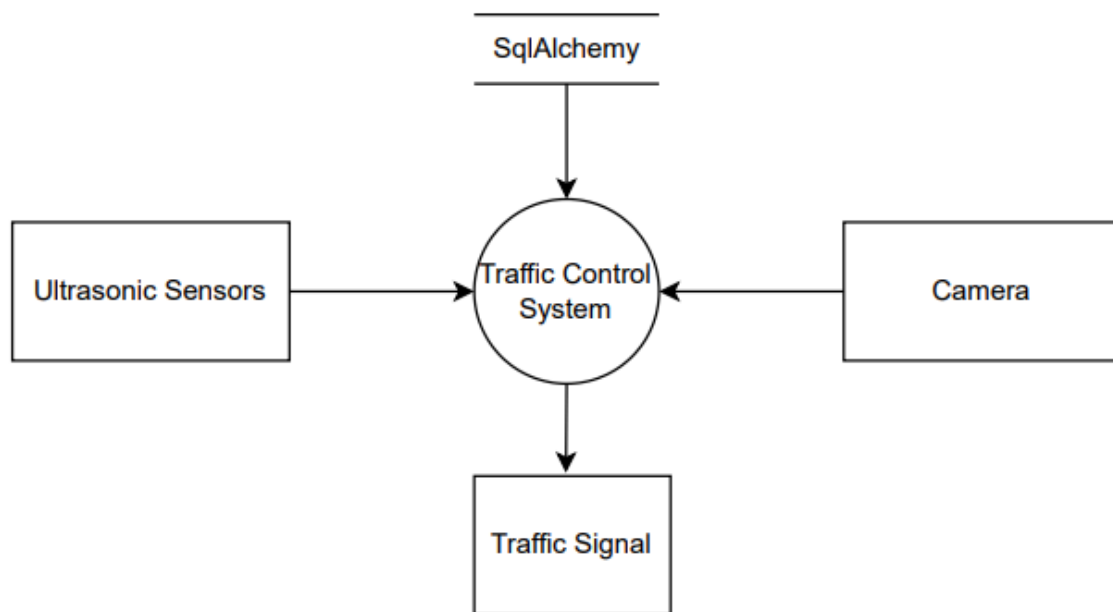 SqlAlchemy
Ultrasonic Sensors
Traffic Control
System
Camera
Traffic Signal